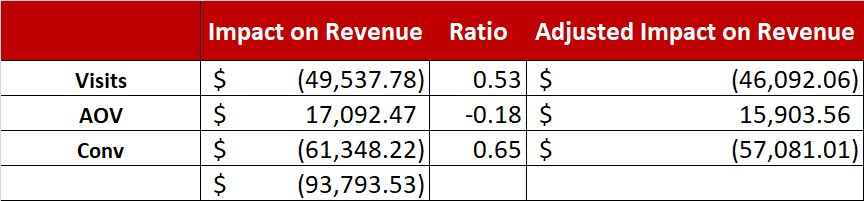 Impact on Revenue Ratio Adjusted Impact on Revenue
Visits $ (49,537.78) 0.53 $ (46,092.06)
AOV $ 17,092.47 -0.18 $ 15,903.56
Conv $ (61,348.22) 0.65 $ (57,081.01)
$ (93,793.53)